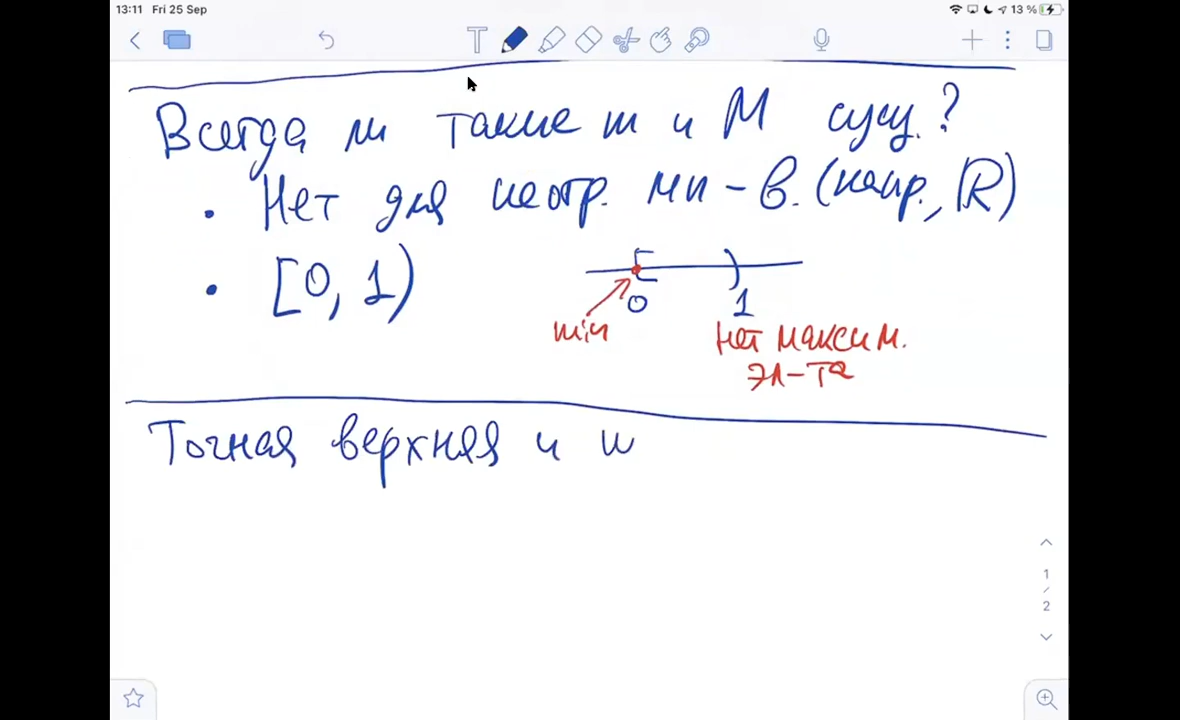 13:11 Fri 25 Sep 13 %
Всегда ли такие m и M сущ.?
• Нет для неогр. мн-в. (напр., ℝ)
• [0, 1)
0 1
min нет максим.
эл-та
Точная верхняя и н
1
/
2